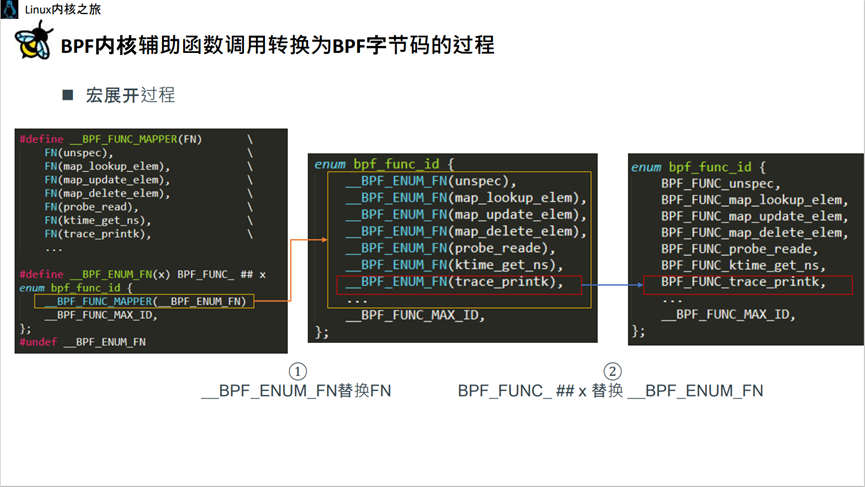 Linux内核之旅
BPF内核辅助函数调用转换为BPF字节码的过程
■ 宏展开过程
#define __BPF_FUNC_MAPPER(FN) \
FN(unspec), \
FN(map_lookup_elem), \
FN(map_update_elem), \
FN(map_delete_elem), \
FN(probe_read), \
FN(ktime_get_ns), \
FN(trace_printk), \
...
#define __BPF_ENUM_FN(x) BPF_FUNC_ ## x
enum bpf_func_id {
__BPF_FUNC_MAPPER(__BPF_ENUM_FN)
__BPF_FUNC_MAX_ID,
};
#undef __BPF_ENUM_FN
enum bpf_func_id {
__BPF_ENUM_FN(unspec),
__BPF_ENUM_FN(map_lookup_elem),
__BPF_ENUM_FN(map_update_elem),
__BPF_ENUM_FN(map_delete_elem),
__BPF_ENUM_FN(probe_reade),
__BPF_ENUM_FN(ktime_get_ns),
__BPF_ENUM_FN(trace_printk),
...
__BPF_FUNC_MAX_ID,
};
enum bpf_func_id {
BPF_FUNC_unspec,
BPF_FUNC_map_lookup_elem,
BPF_FUNC_map_update_elem,
BPF_FUNC_map_delete_elem,
BPF_FUNC_probe_reade,
BPF_FUNC_ktime_get_ns,
BPF_FUNC_trace_printk,
...
__BPF_FUNC_MAX_ID,
};
①
__BPF_ENUM_FN替换FN
②
BPF_FUNC_ ## x 替换 __BPF_ENUM_FN